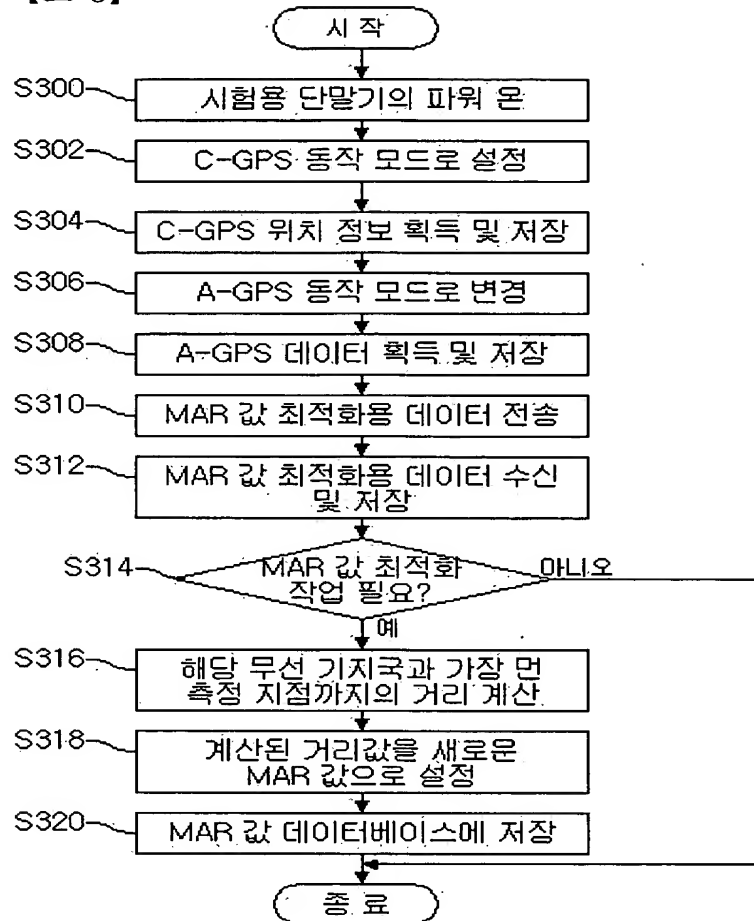 시 작
S300
시험용 단말기의 파워 온
S302
C-GPS 동작 모드로 설정
S304
C-GPS 위치 정보 획득 및 저장
S306
A-GPS 동작 모드로 변경
S308
A-GPS 데이터 획득 및 저장
S310
MAR 값 최적화용 데이터 전송
S312
MAR 값 최적화용 데이터 수신
및 저장
S314
MAR 값 최적화
작업 필요?
아니오
예
S316
해당 무선 기지국과 가장 먼
측정 지점까지의 거리 계산
S318
계산된 거리값을 새로운
MAR 값으로 설정
S320
MAR 값 데이터베이스에 저장
종 료